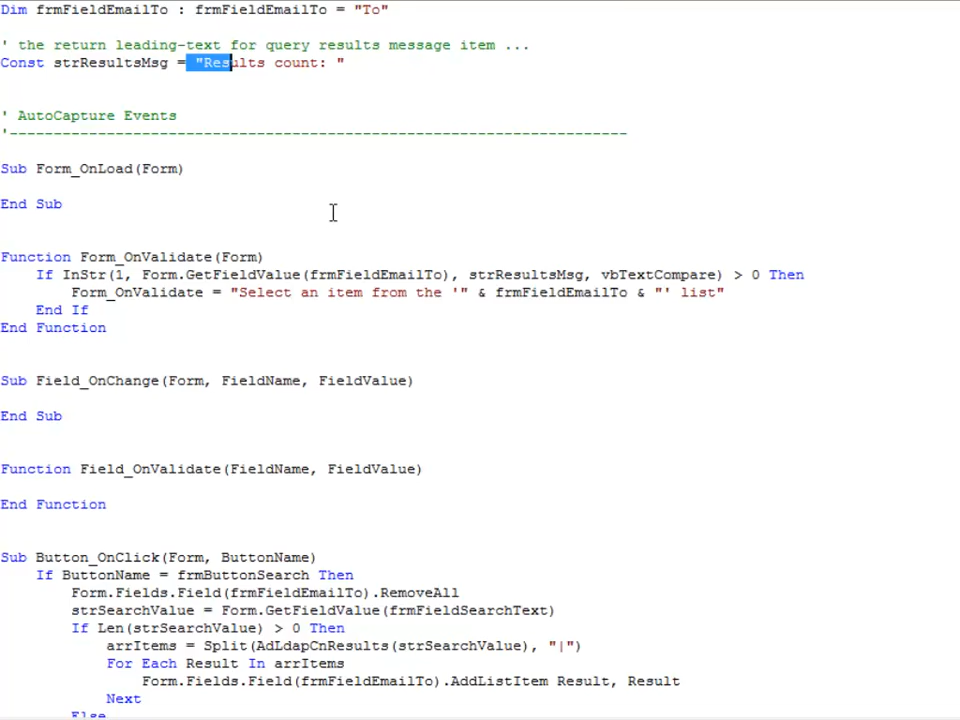 Dim frmFieldEmailTo : frmFieldEmailTo = "To"
' the return leading-text for query results message item ...
Const strResultsMsg = "Results count: "
' AutoCapture Events
'----------------------------------------------------------------------
Sub Form_OnLoad(Form)
End Sub
Function Form_OnValidate(Form)
If InStr(1, Form.GetFieldValue(frmFieldEmailTo), strResultsMsg, vbTextCompare) > 0 Then
Form_OnValidate = "Select an item from the '" & frmFieldEmailTo & "' list"
End If
End Function
Sub Field_OnChange(Form, FieldName, FieldValue)
End Sub
Function Field_OnValidate(FieldName, FieldValue)
End Function
Sub Button_OnClick(Form, ButtonName)
If ButtonName = frmButtonSearch Then
Form.Fields.Field(frmFieldEmailTo).RemoveAll
strSearchValue = Form.GetFieldValue(frmFieldSearchText)
If Len(strSearchValue) > 0 Then
arrItems = Split(AdLdapCnResults(strSearchValue), "|")
For Each Result In arrItems
Form.Fields.Field(frmFieldEmailTo).AddListItem Result, Result
Next
Else